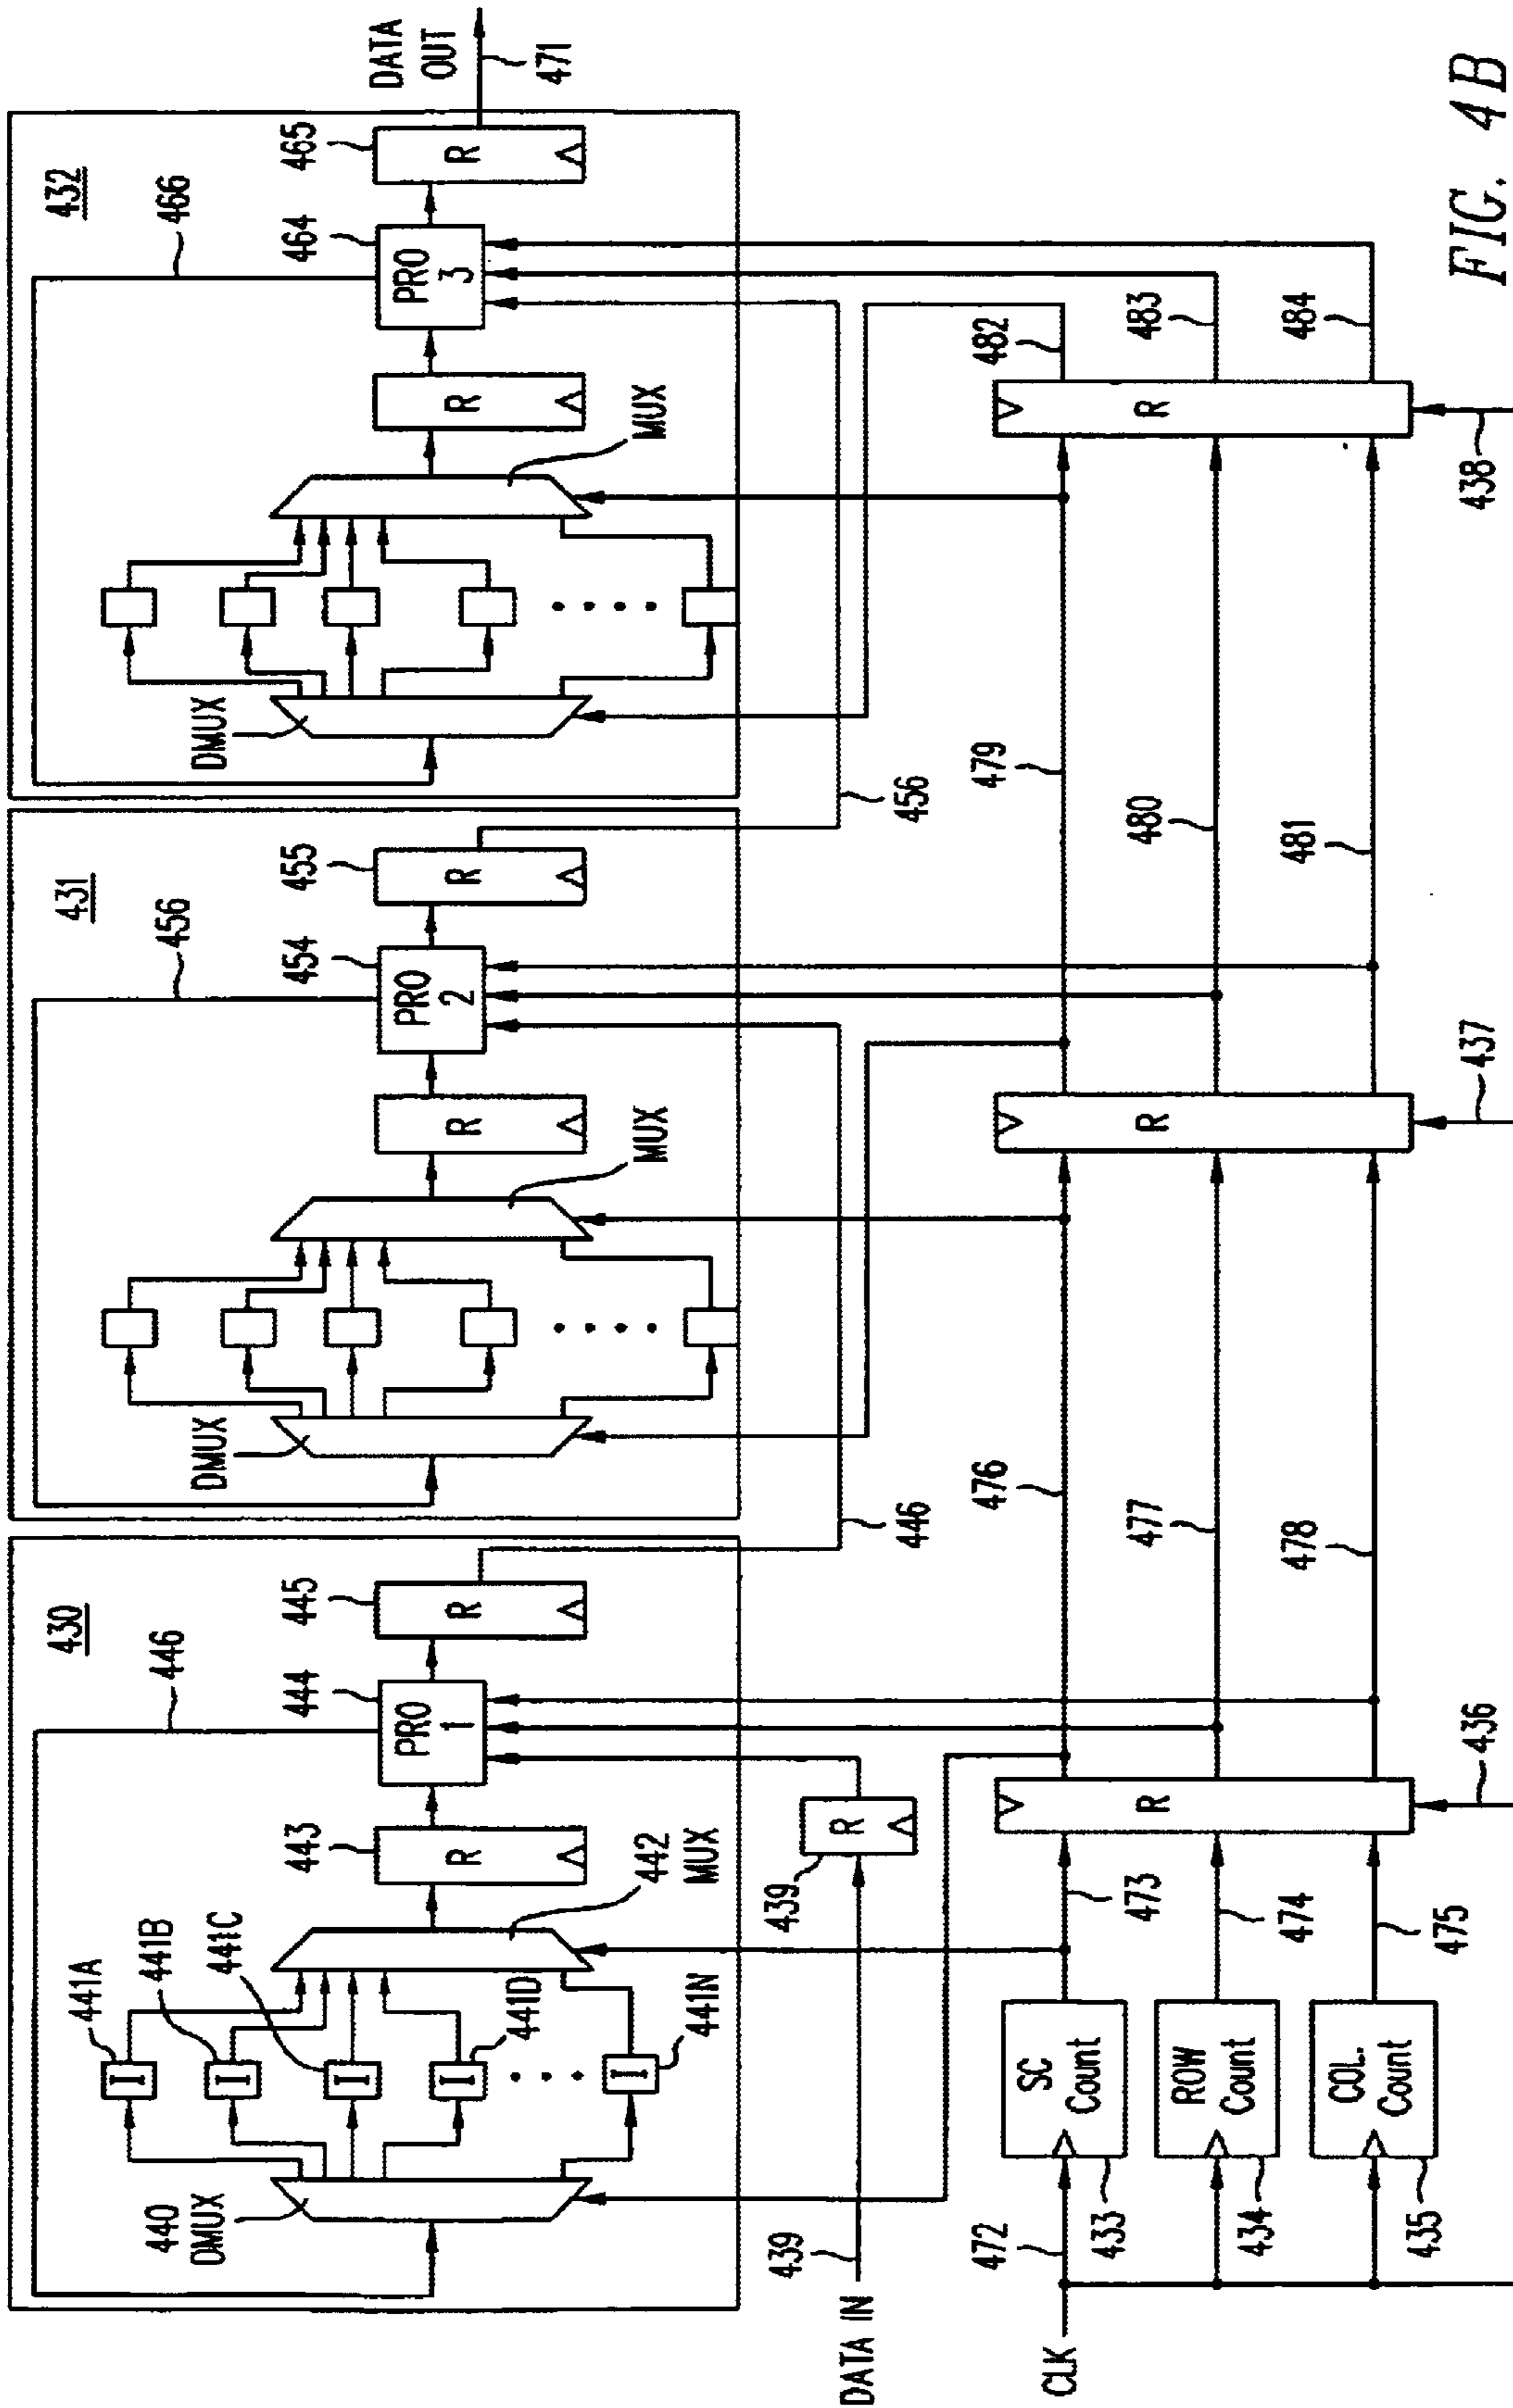 430
446
441A
441B
441C
441D
441N
I
I
I
I
I
440
DMUX
442
MUX
443
R
444
PRO
1
445
R
446
431
456
DMUX
MUX
R
454
PRO
2
455
R
456
432
466
DMUX
MUX
R
464
PRO
3
465
R
DATA
OUT
471
DATA IN
439
439
R
CLK
472
433
SC
Count
434
ROW
Count
435
COL.
Count
473
474
475
R
436
476
477
478
R
437
479
480
481
R
438
482
483
484
FIG. 4B